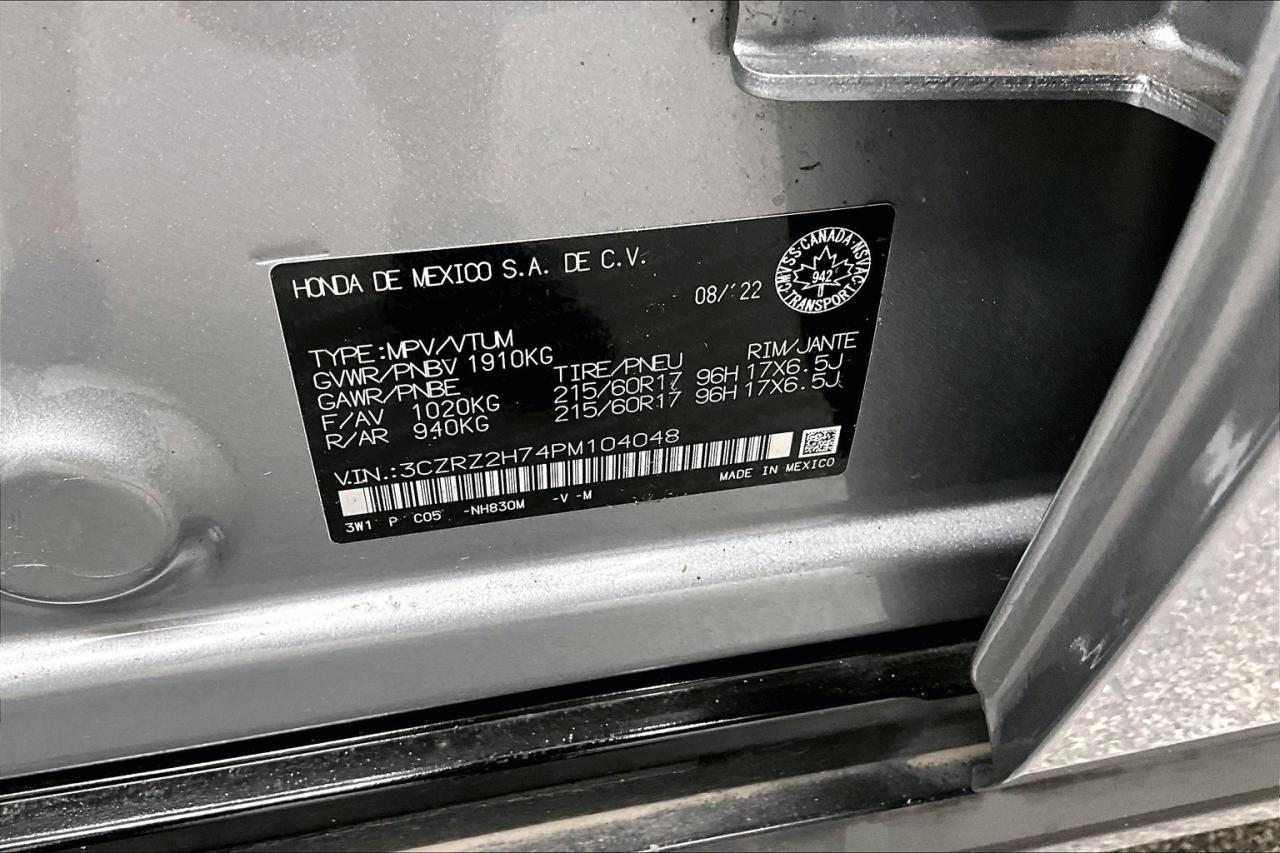 HONDA DE MEXICO S.A. DE C.V.
08/'22
C·MVSS·CANADA·NSVAC·TRANSPORT·
942
TYPE:MPV/VTUM
GVWR/PNBV 1910KG
GAWR/PNBE TIRE/PNEU RIM/JANTE
F/AV 1020KG 215/60R17 96H 17X6.5J
R/AR 940KG 215/60R17 96H 17X6.5J
V.IN.:3CZRZ2H74PM104048
3W1 P C05 -NH830M -V -M MADE IN MEXICO